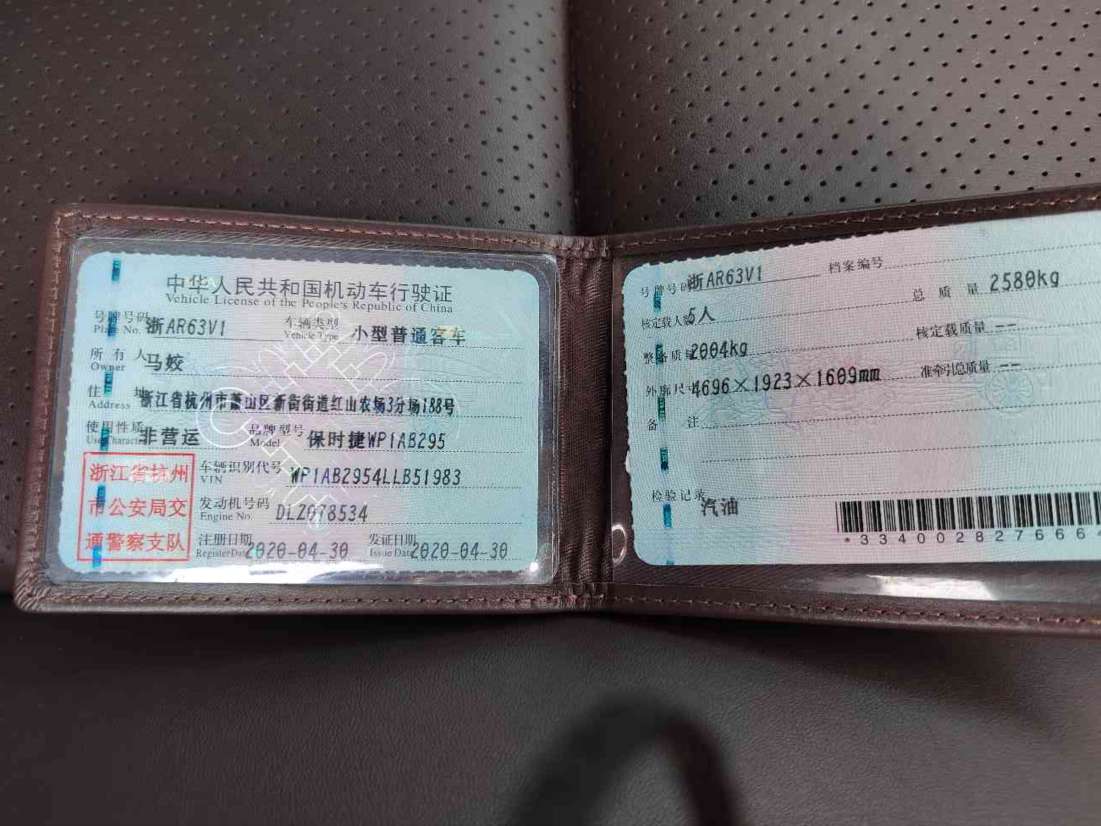 中华人民共和国机动车行驶证
Vehicle License of the People's Republic of China
号牌号码 浙AR63V1 车辆类型 小型普通客车
Plate No. Vehicle Type
所有人 马姣
Owner
住址 浙江省杭州市萧山区新街街道红山农场3分场188号
Address
使用性质 非营运 品牌型号 保时捷WP1AB295
Use Character Model
浙江省杭州
市公安局交
通警察支队
车辆识别代号 WP1AB2954LLB51983
VIN
发动机号码 DLZ078534
Engine No.
注册日期 2020-04-30 发证日期 2020-04-30
Register Date Issue Date
号牌号码 浙AR63V1 档案编号
核定载人数 5人 总质量 2580kg
整备质量 2004kg 核定载质量 --
外廓尺寸 4696×1923×1609mm 准牵引总质量 --
备注
检验记录
汽油
*334002827666